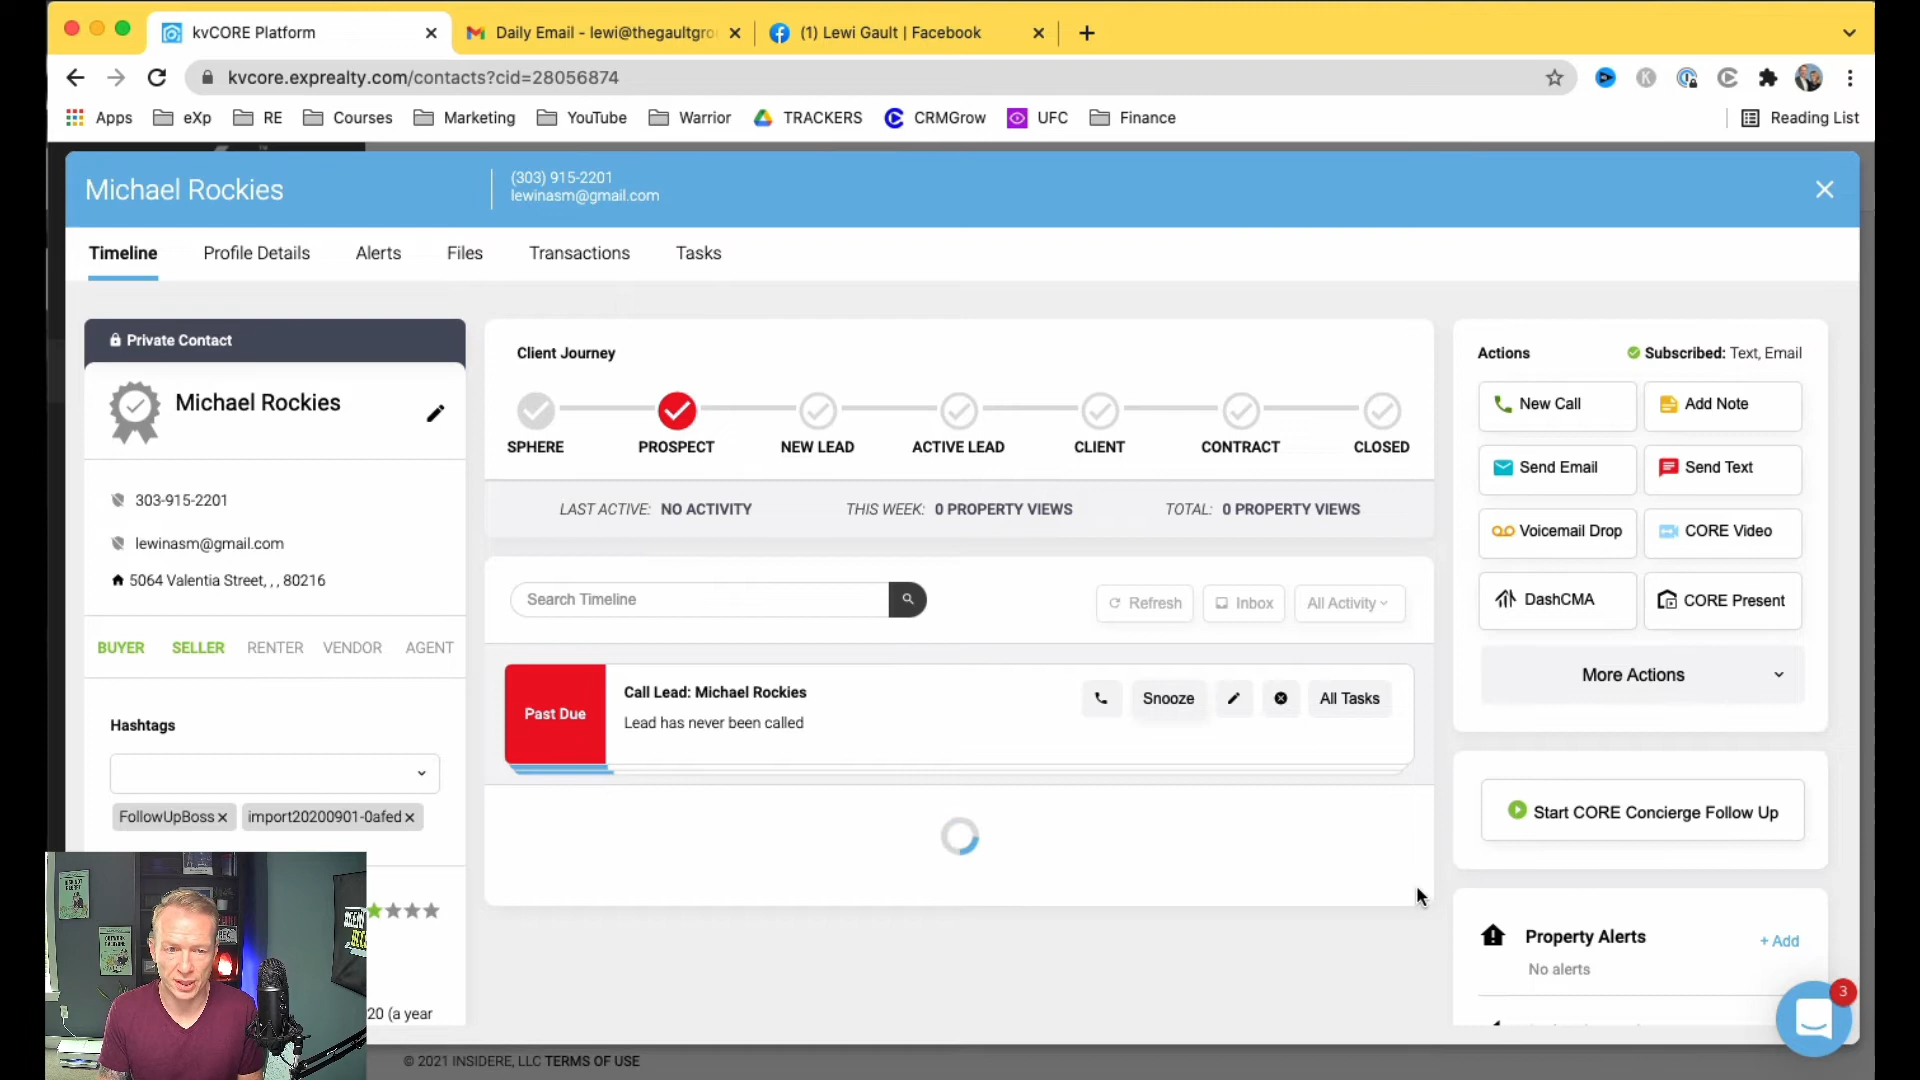 kvCORE Platform
Daily Email - lewi@thegaultgro
(1) Lewi Gault | Facebook
kvcore.exprealty.com/contacts?cid=28056874
Apps
eXp
RE
Courses
Marketing
YouTube
Warrior
TRACKERS
CRMGrow
UFC
Finance
Reading List
Michael Rockies
(303) 915-2201
lewinasm@gmail.com
Timeline
Profile Details
Alerts
Files
Transactions
Tasks
Private Contact
Michael Rockies
303-915-2201
lewinasm@gmail.com
5064 Valentia Street, , , 80216
BUYER
SELLER
RENTER
VENDOR
AGENT
Hashtags
FollowUpBoss
import20200901-0afed
20 (a year
Client Journey
SPHERE
PROSPECT
NEW LEAD
ACTIVE LEAD
CLIENT
CONTRACT
CLOSED
LAST ACTIVE: NO ACTIVITY
THIS WEEK: 0 PROPERTY VIEWS
TOTAL: 0 PROPERTY VIEWS
Search Timeline
Refresh
Inbox
All Activity
Past Due
Call Lead: Michael Rockies
Lead has never been called
Snooze
All Tasks
Actions
Subscribed: Text, Email
New Call
Add Note
Send Email
Send Text
Voicemail Drop
CORE Video
DashCMA
CORE Present
More Actions
Start CORE Concierge Follow Up
Property Alerts
+ Add
No alerts
3
© 2021 INSIDERE, LLC TERMS OF USE